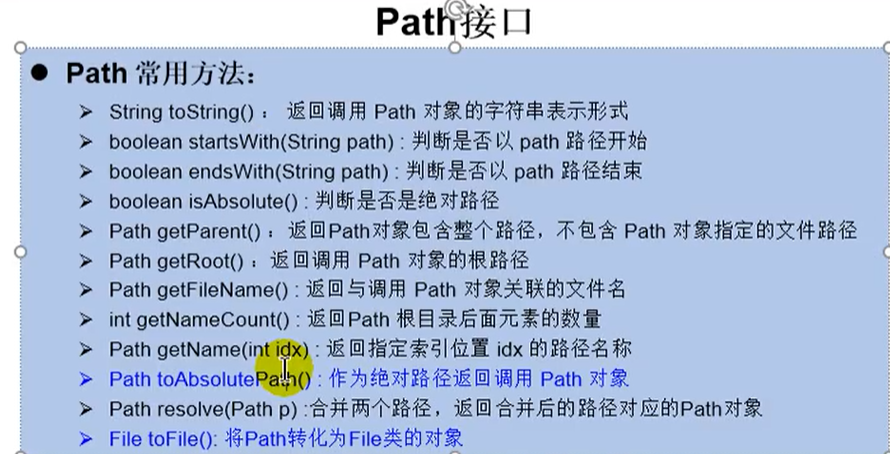 Path接口
● Path 常用方法：
➢ String toString() ： 返回调用 Path 对象的字符串表示形式
➢ boolean startsWith(String path) : 判断是否以 path 路径开始
➢ boolean endsWith(String path) : 判断是否以 path 路径结束
➢ boolean isAbsolute() : 判断是否是绝对路径
➢ Path getParent() ：返回Path对象包含整个路径，不包含 Path 对象指定的文件路径
➢ Path getRoot() ：返回调用 Path 对象的根路径
➢ Path getFileName() : 返回与调用 Path 对象关联的文件名
➢ int getNameCount() : 返回Path 根目录后面元素的数量
➢ Path getName(int idx) : 返回指定索引位置 idx 的路径名称
➢ Path toAbsolutePath() : 作为绝对路径返回调用 Path 对象
➢ Path resolve(Path p) :合并两个路径，返回合并后的路径对应的Path对象
➢ File toFile(): 将Path转化为File类的对象